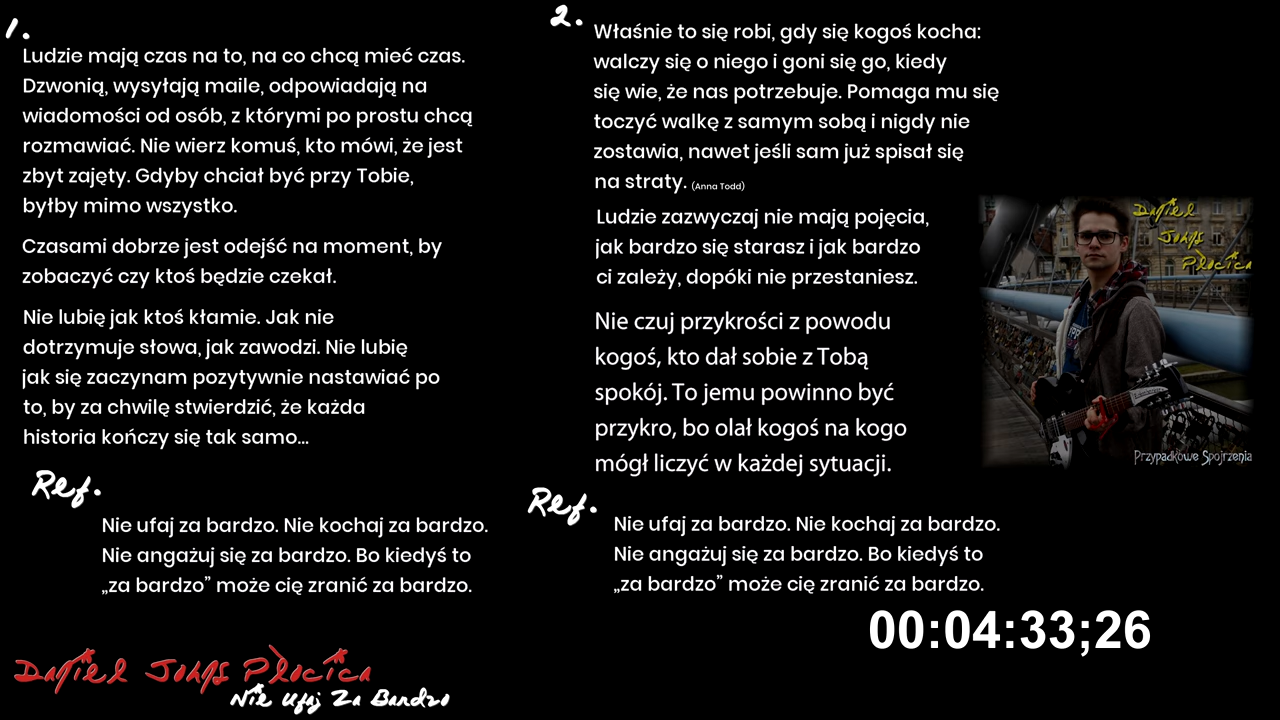 1.
Ludzie mają czas na to, na co chcą mieć czas.
Dzwonią, wysyłają maile, odpowiadają na
wiadomości od osób, z którymi po prostu chcą
rozmawiać. Nie wierz komuś, kto mówi, że jest
zbyt zajęty. Gdyby chciał być przy Tobie,
byłby mimo wszystko.
Czasami dobrze jest odejść na moment, by
zobaczyć czy ktoś będzie czekał.
Nie lubię jak ktoś kłamie. Jak nie
dotrzymuje słowa, jak zawodzi. Nie lubię
jak się zaczynam pozytywnie nastawiać po
to, by za chwilę stwierdzić, że każda
historia kończy się tak samo...
Ref.
Nie ufaj za bardzo. Nie kochaj za bardzo.
Nie angażuj się za bardzo. Bo kiedyś to
„za bardzo” może cię zranić za bardzo.
2.
Właśnie to się robi, gdy się kogoś kocha:
walczy się o niego i goni się go, kiedy
się wie, że nas potrzebuje. Pomaga mu się
toczyć walkę z samym sobą i nigdy nie
zostawia, nawet jeśli sam już spisał się
na straty. (Anna Todd)
Ludzie zazwyczaj nie mają pojęcia,
jak bardzo się starasz i jak bardzo
ci zależy, dopóki nie przestaniesz.
Nie czuj przykrości z powodu
kogoś, kto dał sobie z Tobą
spokój. To jemu powinno być
przykro, bo olał kogoś na kogo
mógł liczyć w każdej sytuacji.
Ref.
Nie ufaj za bardzo. Nie kochaj za bardzo.
Nie angażuj się za bardzo. Bo kiedyś to
„za bardzo” może cię zranić za bardzo.
Daniel
Johns
Płocica
Przypadkowe Spojrzenia
00:04:33;26
Daniel Johns Płocica
Nie Ufaj Za Bardzo